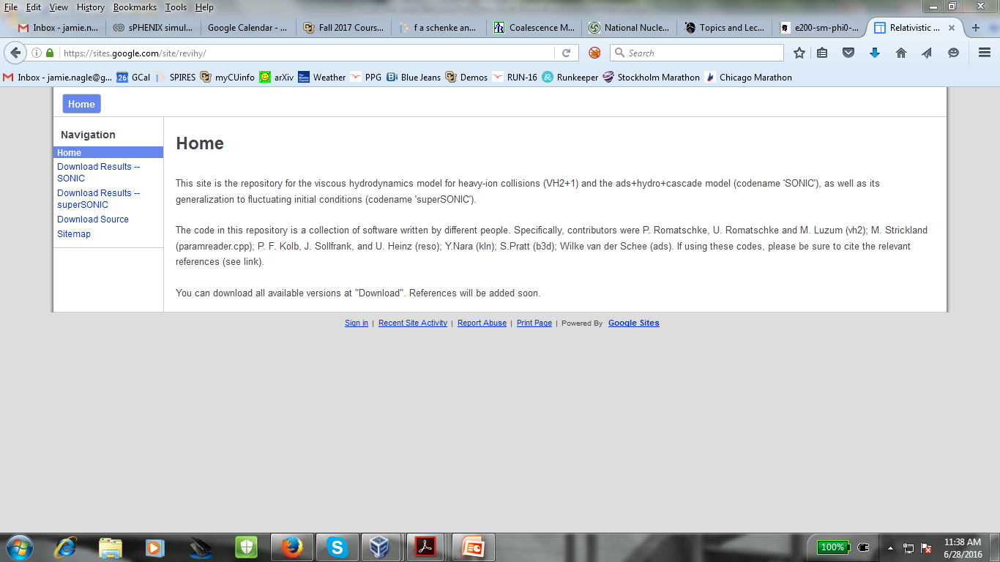 File Edit View History Bookmarks Tools Help
Inbox - jamie.n... sPHENIX simul... Google Calendar - ... Fall 2017 Cours... f a schenke an... Coalescence M... National Nucle... Topics and Lec... e200-sm-phi0-... Relativistic ...
https://sites.google.com/site/revihy/ Search
Inbox - jamie.nagle@g... 26 GCal SPIRES myCUinfo arXiv Weather PPG Blue Jeans Demos RUN-16 Runkeeper Stockholm Marathon Chicago Marathon
Home
Navigation
Home
Download Results --
SONIC
Download Results --
superSONIC
Download Source
Sitemap
Home
This site is the repository for the viscous hydrodynamics model for heavy-ion collisions (VH2+1) and the ads+hydro+cascade model (codename 'SONIC'), as well as its
generalization to fluctuating initial conditions (codename 'superSONIC').
The code in this repository is a collection of software written by different people. Specifically, contributors were P. Romatschke, U. Romatschke and M. Luzum (vh2); M. Strickland
(paramreader.cpp); P. F. Kolb, J. Sollfrank, and U. Heinz (reso); Y.Nara (kln); S.Pratt (b3d); Wilke van der Schee (ads). If using these codes, please be sure to cite the relevant
references (see link).
You can download all available versions at "Download". References will be added soon.
Sign in | Recent Site Activity | Report Abuse | Print Page | Powered By Google Sites
100% 11:38 AM
6/28/2016